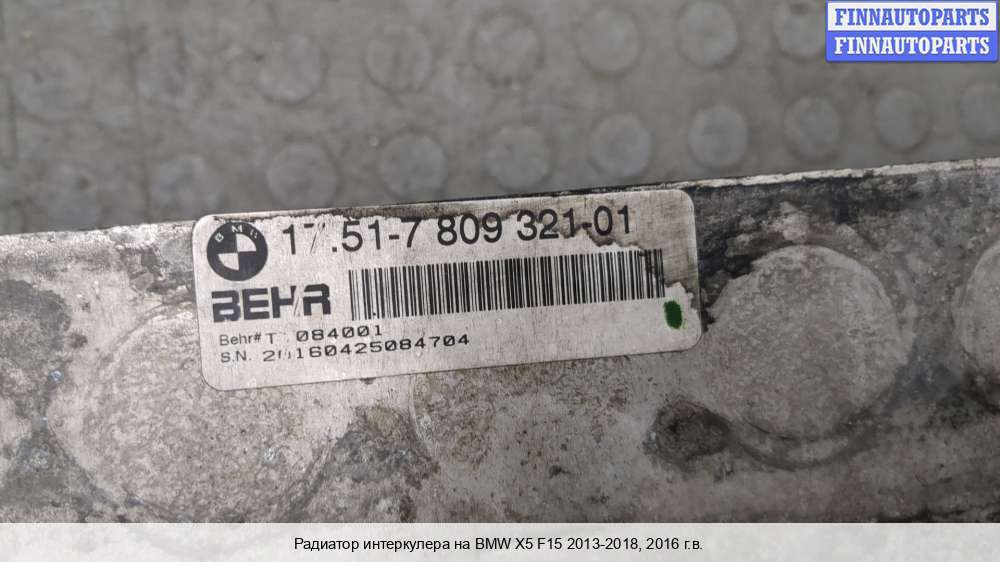 FINNAUTOPARTS
FINNAUTOPARTS
BMW
17.51-7 809 321-01
BEHR
Behr# T 084001
S.N. 20160425084704
Радиатор интеркулера на BMW X5 F15 2013-2018, 2016 г.в.